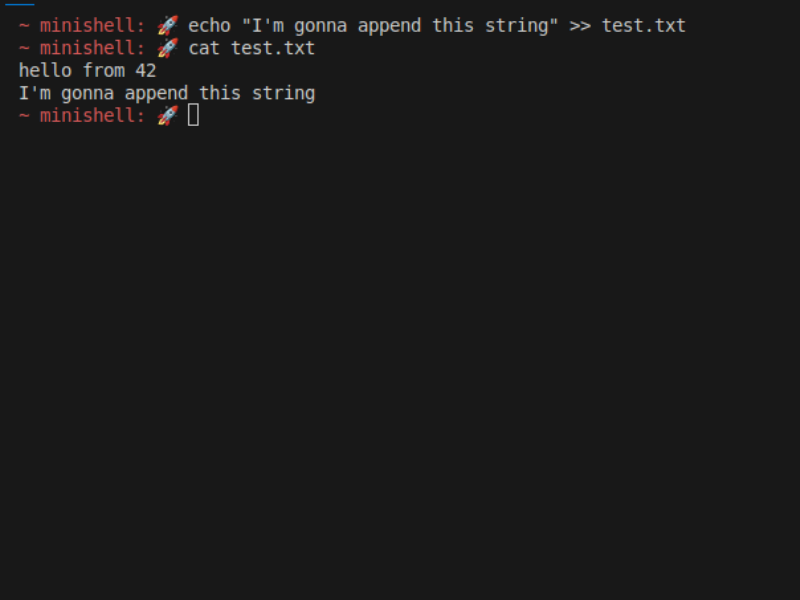 ~ minishell: 🚀 echo "I'm gonna append this string" >> test.txt
~ minishell: 🚀 cat test.txt
hello from 42
I'm gonna append this string
~ minishell: 🚀